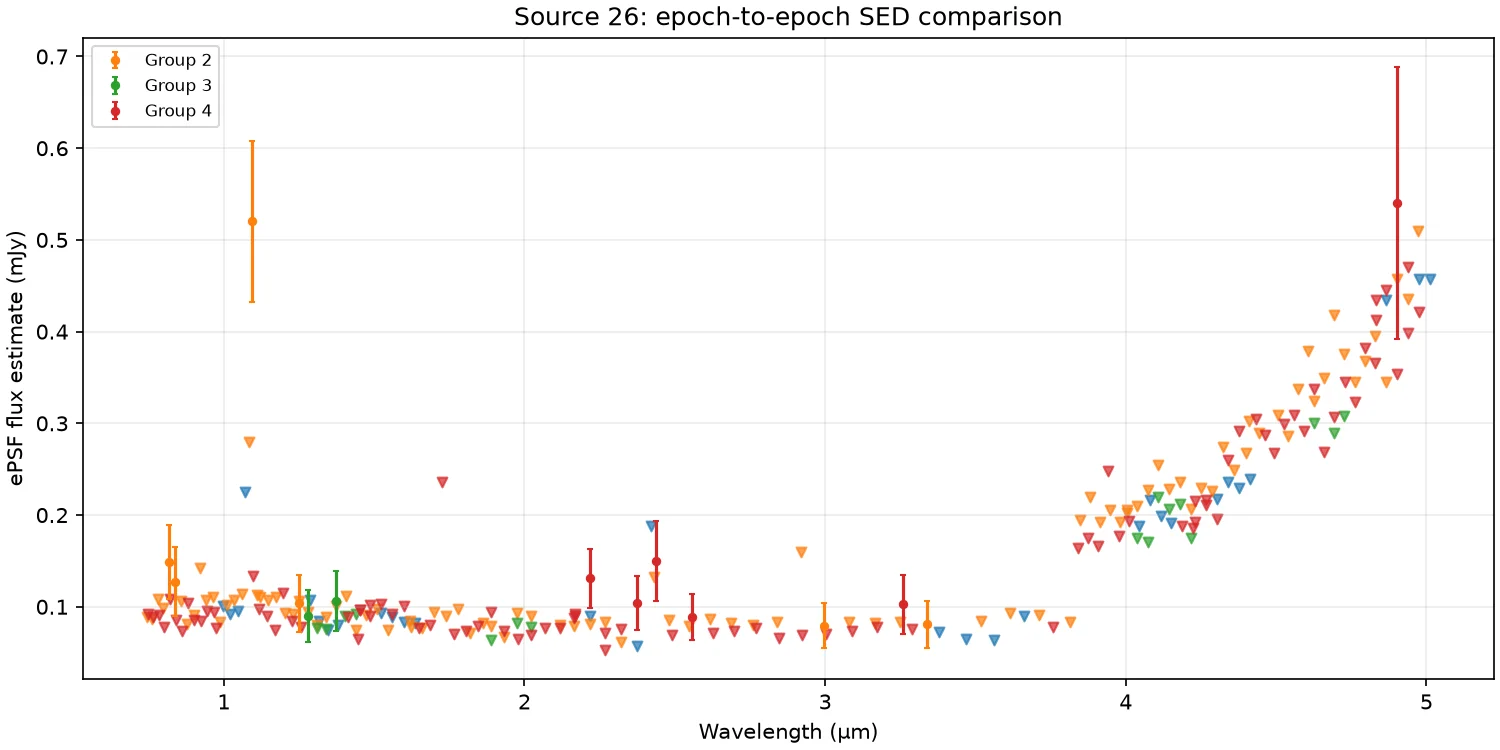 Source 26: epoch-to-epoch SED comparison
Group 2
Group 3
Group 4
0.7
0.6
0.5
0.4
0.3
0.2
0.1
ePSF flux estimate (mJy)
1 2 3 4 5
Wavelength (μm)